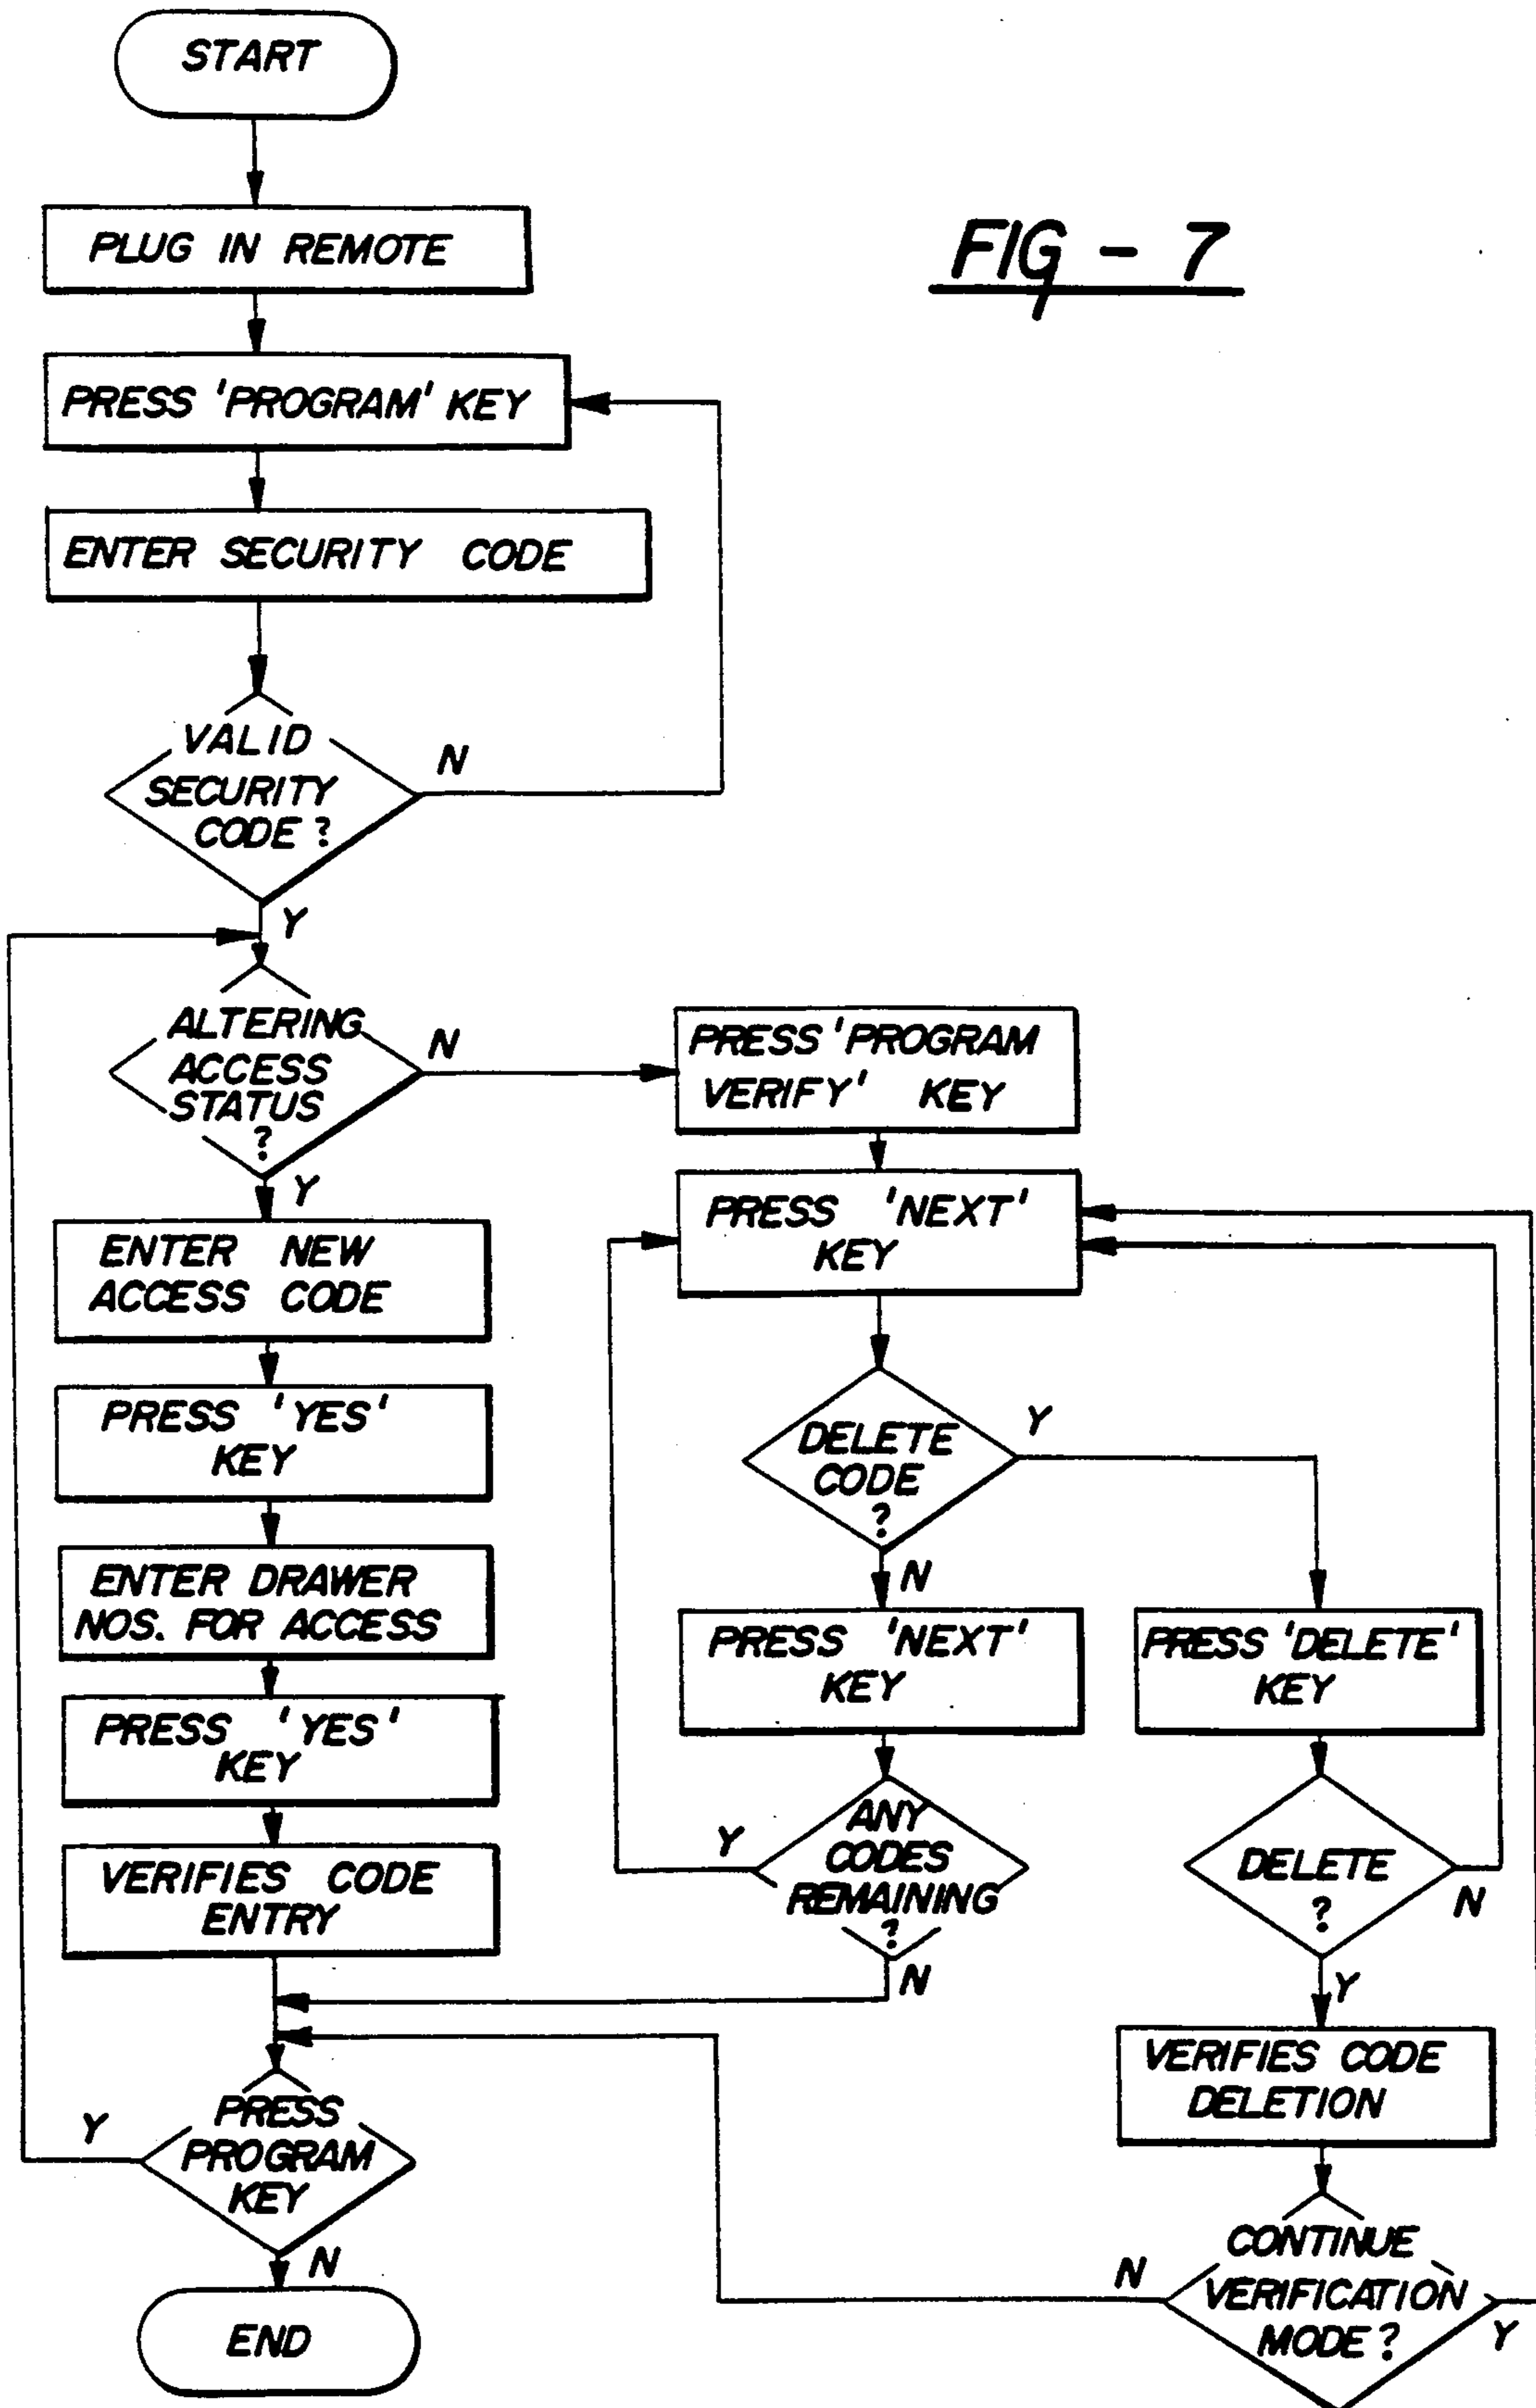 START
FIG - 7
PLUG IN REMOTE
PRESS 'PROGRAM' KEY
ENTER SECURITY CODE
VALID
SECURITY
CODE?
N
Y
ALTERING
ACCESS
STATUS
?
N
Y
PRESS 'PROGRAM
VERIFY' KEY
PRESS 'NEXT'
KEY
ENTER NEW
ACCESS CODE
PRESS 'YES'
KEY
ENTER DRAWER
NOS. FOR ACCESS
PRESS 'YES'
KEY
VERIFIES CODE
ENTRY
DELETE
CODE
?
Y
N
PRESS 'NEXT'
KEY
PRESS 'DELETE'
KEY
ANY
CODES
REMAINING
?
Y
N
DELETE
?
N
Y
VERIFIES CODE
DELETION
CONTINUE
VERIFICATION
MODE?
N
Y
PRESS
PROGRAM
KEY
Y
N
END